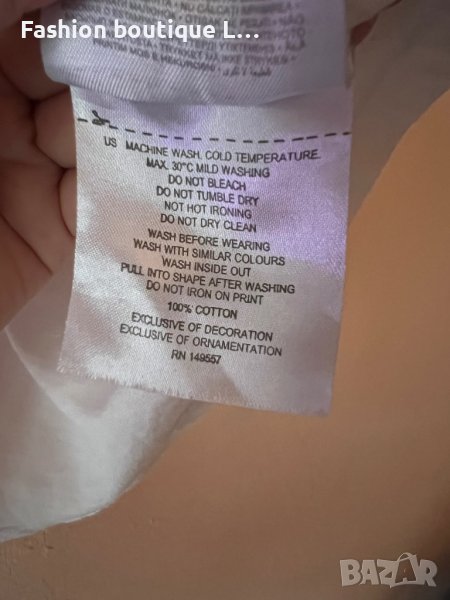 Fashion boutique L...
US MACHINE WASH. COLD TEMPERATURE.
MAX. 30°C MILD WASHING
DO NOT BLEACH
DO NOT TUMBLE DRY
NOT HOT IRONING
DO NOT DRY CLEAN
WASH BEFORE WEARING
WASH WITH SIMILAR COLOURS
WASH INSIDE OUT
PULL INTO SHAPE AFTER WASHING
DO NOT IRON ON PRINT
100% COTTON
EXCLUSIVE OF DECORATION
EXCLUSIVE OF ORNAMENTATION
RN 149557
BAZAR